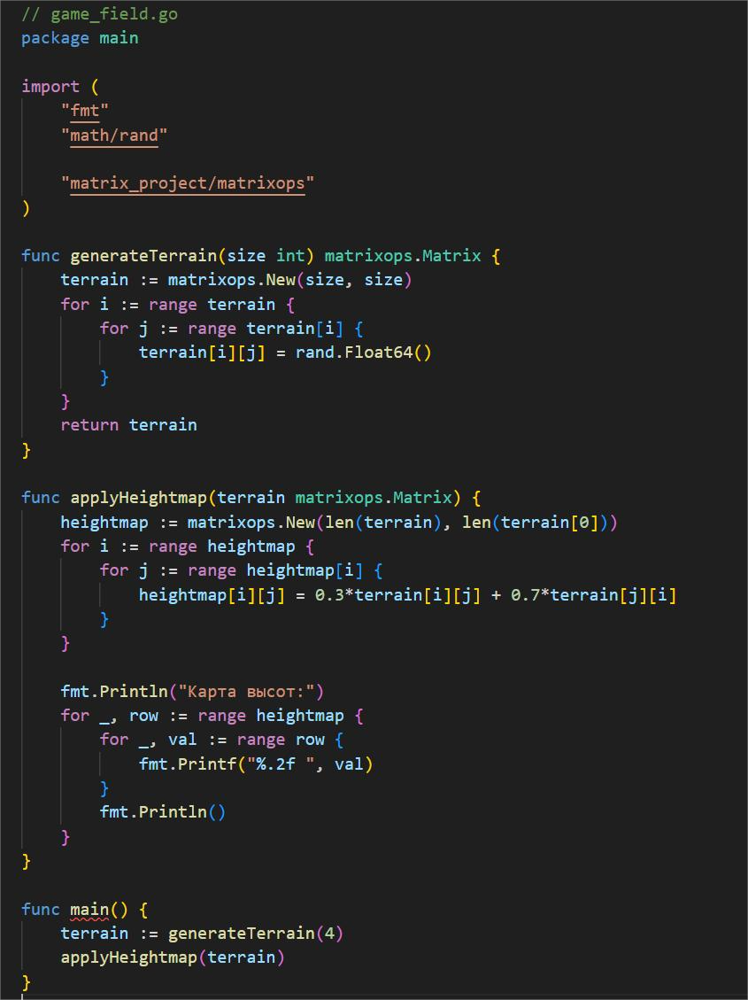 // game_field.go
package main
import (
"fmt"
"math/rand"
"matrix_project/matrixops"
)
func generateTerrain(size int) matrixops.Matrix {
terrain := matrixops.New(size, size)
for i := range terrain {
for j := range terrain[i] {
terrain[i][j] = rand.Float64()
}
}
return terrain
}
func applyHeightmap(terrain matrixops.Matrix) {
heightmap := matrixops.New(len(terrain), len(terrain[0]))
for i := range heightmap {
for j := range heightmap[i] {
heightmap[i][j] = 0.3*terrain[i][j] + 0.7*terrain[j][i]
}
}
fmt.Println("Карта высот:")
for _, row := range heightmap {
for _, val := range row {
fmt.Printf("%.2f ", val)
}
fmt.Println()
}
}
func main() {
terrain := generateTerrain(4)
applyHeightmap(terrain)
}